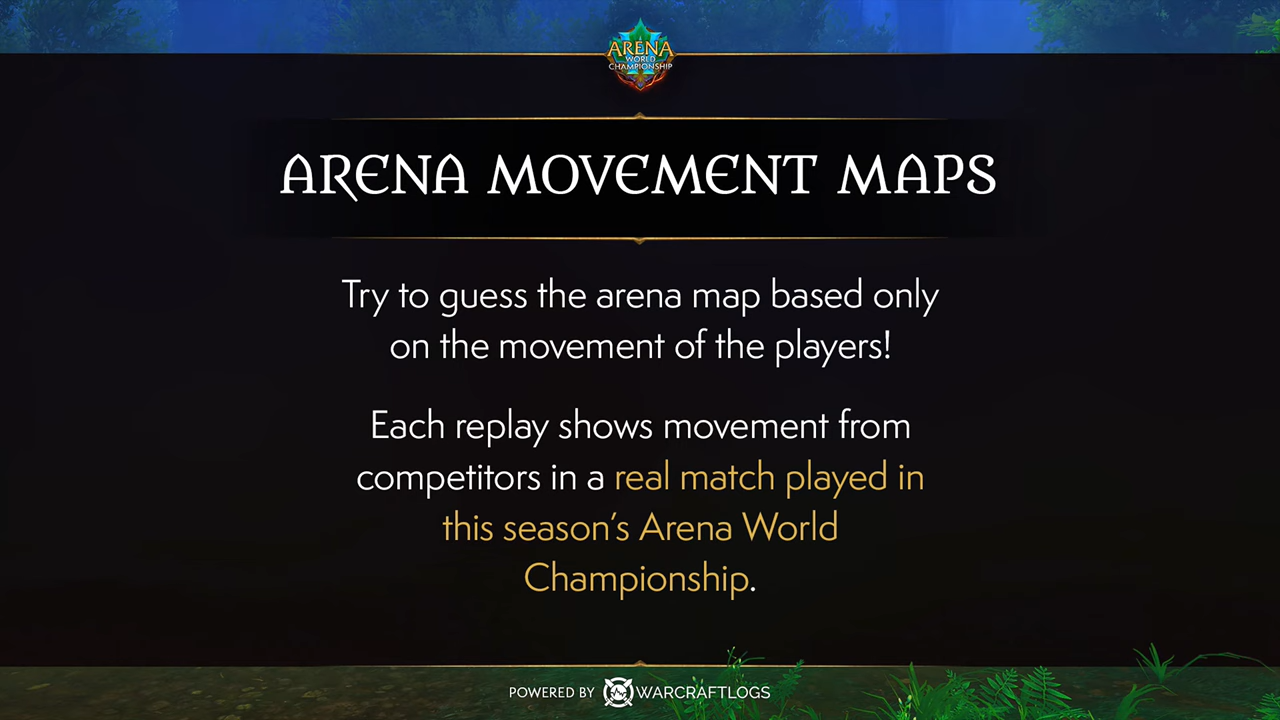 ARENA
WORLD
CHAMPIONSHIP
ARENA MOVEMENT MAPS
Try to guess the arena map based only
on the movement of the players!
Each replay shows movement from
competitors in a real match played in
this season's Arena World
Championship.
POWERED BY WARCRAFTLOGS